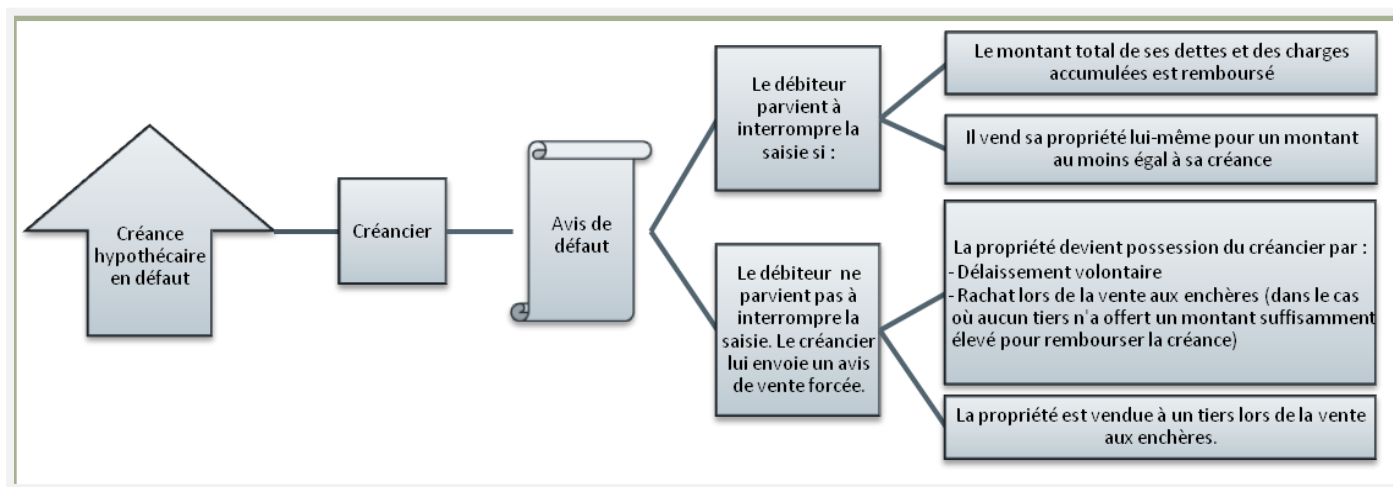 Créance
hypothécaire
en défaut
Créancier
Avis de
défaut
Le débiteur
parvient à
interrompre la
saisie si :
Le montant total de ses dettes et des charges
accumulées est remboursé
Il vend sa propriété lui-même pour un montant
au moins égal à sa créance
Le débiteur ne
parvient pas à
interrompre la
saisie. Le créancier
lui envoie un avis
de vente forcée.
La propriété devient possession du créancier par :
- Délaissement volontaire
- Rachat lors de la vente aux enchères (dans le cas
où aucun tiers n'a offert un montant suffisamment
élevé pour rembourser la créance)
La propriété est vendue à un tiers lors de la vente
aux enchères.